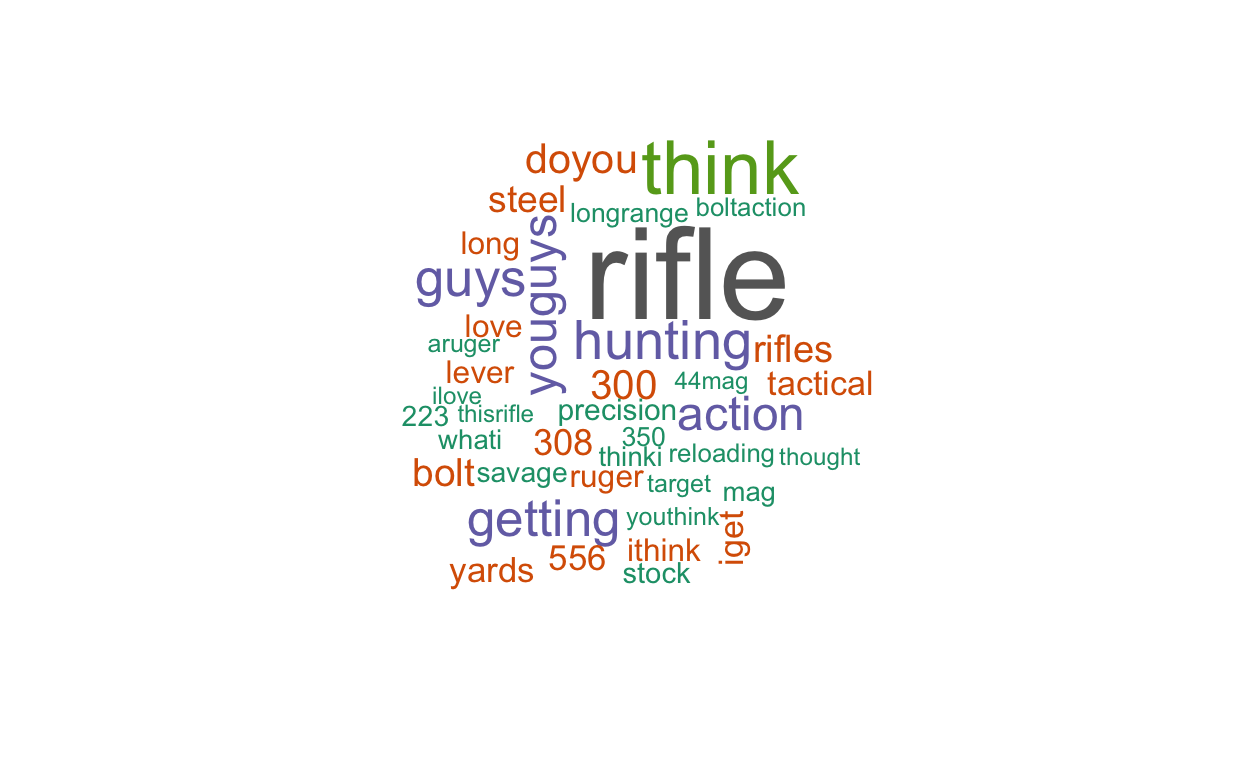 doyou
think
steel
longrange
boltaction
long
youguys
rifle
guys
love
hunting
aruger
rifles
lever
300
44mag
tactical
ilove
223
thisrifle
precision
action
whati
308
350
thinki
reloading
thought
bolt
savage
ruger
target
mag
getting
youthink
iget
556
ithink
yards
stock